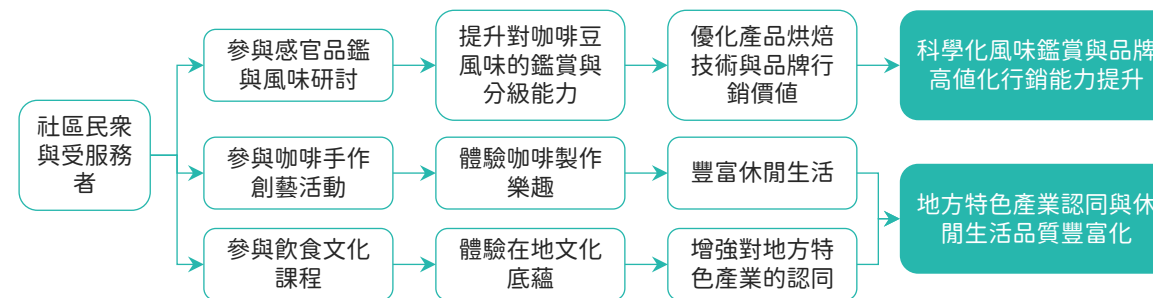 社區民衆
與受服務
者
參與感官品鑑
與風味研討
提升對咖啡豆
風味的鑑賞與
分級能力
優化產品烘焙
技術與品牌行
銷價値
科學化風味鑑賞與品牌
高値化行銷能力提升
參與咖啡手作
創藝活動
體驗咖啡製作
樂趣
豐富休閒生活
參與飲食文化
課程
體驗在地文化
底蘊
增強對地方特
色產業的認同
地方特色產業認同與休
閒生活品質豐富化